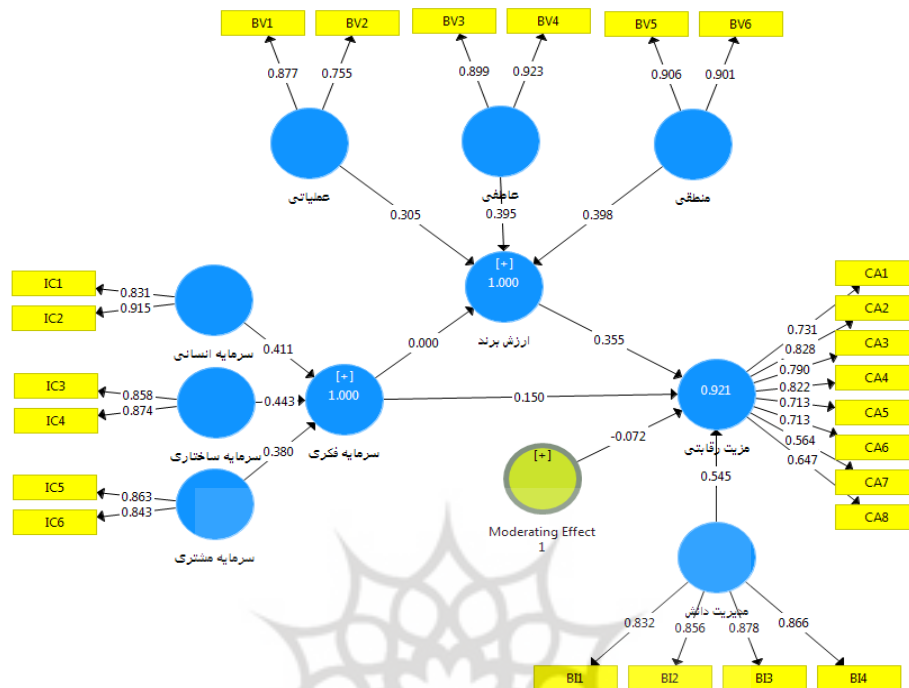 BV1
BV2
BV3
BV4
BV5
BV6
0.877
0.755
0.899
0.923
0.906
0.901
عملیاتی
عاطفی
منطقی
0.305
0.395
0.398
[+]
1.000
ارزش برند
IC1
IC2
0.831
0.915
سرمایه انسانی
0.411
0.000
0.355
IC3
IC4
0.858
0.874
سرمایه ساختاری
0.443
[+]
1.000
سرمایه فکری
0.150
0.380
IC5
IC6
0.863
0.843
سرمایه مشتری
[+]
Moderating Effect
1
-0.072
0.921
مزیت رقابتی
0.731
0.828
0.790
0.822
0.713
0.713
0.564
0.647
CA1
CA2
CA3
CA4
CA5
CA6
CA7
CA8
0.545
مدیریت دانش
0.832
0.856
0.878
0.866
BI1
BI2
BI3
BI4